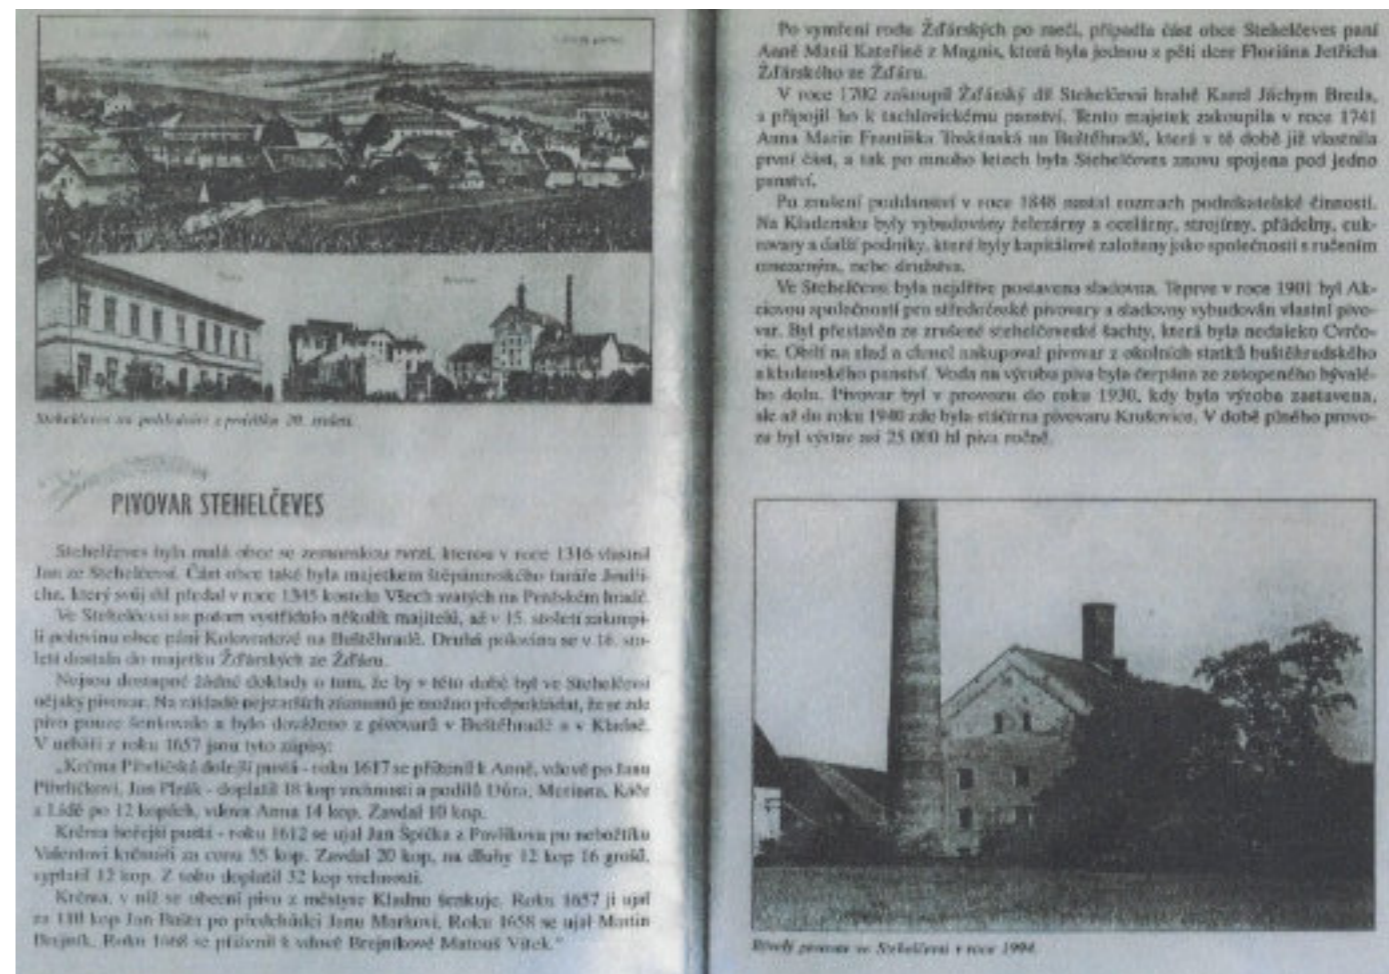 Stehelčeves na pohlednici z počátku 20. století.
PIVOVAR STEHELČEVES
Stehelčeves byla malá obec se zemanskou tvrzí, kterou v roce 1316 vlastnil
Jan ze Stehelčevsi. Část obce také byla majetkem štěpánovského faráře Jindři-
cha, který svůj díl předal v roce 1345 kostelu Všech svatých na Pražském hradě.
Ve Stehelčevsi se potom vystřídalo několik majitelů, až v 15. století zakoupi-
li polovinu obce páni Kolovratové na Buštěhradě. Druhá polovina se v 16. sto-
letí dostala do majetku Žďárských ze Žďáru.
Nejsou dostupné žádné doklady o tom, že by v této době byl ve Stehelčevsi
nějaký pivovar. Na základě nejstarších záznamů je možno předpokládat, že se zde
pivo pouze šenkovalo a bylo dováženo z pivovarů v Buštěhradě a v Kladně.
V urbáři z roku 1657 jsou tyto zápisy:
„Krčma Přibíčská dolejší pustá - roku 1617 se přiženil k Anně, vdově po Janu
Jan - doplatil 18 kop vrchnosti a podílů Dóra, Káče
a Lídě po 12 kopách, vdova Anna 14 kop. Zavdal 10 kop.
Krčma hořejší pustá - roku 1612 se ujal Jan Špička z Pavlikova po nebožtíku
Valentovi krčmáři za cenu 55 kop. Zavdal 20 kop, na dluhy 12 kop 16 grošů,
vyplatil 12 kop. Z toho doplatil 32 kop vrchnosti.
Krčma, v níž se obecní pivo z městyse Kladno šenkuje. Roku 1657 ji ujal
za 110 kop Jan Bašta po předchůdci Janu Markovi. Roku 1658 se ujal Martin
Brejník. Roku 1668 se přiženil k vdově Brejníkové Matouš Vítek."
Po vymření rodu Žďárských po meči, připadla část obce Stehelčeves paní
Anně Marii Kateřině z Magnis, která byla jednou z pěti dcer Floriána Jetřicha
Žďárského ze Žďáru.
V roce 1702 zakoupil Žďárský díl Stehelčevsi hrabě Karel Jáchym Breda,
a připojil ho k tachlovickému panství. Tento majetek zakoupila v roce 1741
Anna Marie Františka Toskánská na Buštěhradě, která v té době již vlastnila
první část, a tak po mnoho letech byla Stehelčeves znovu spojena pod jedno
panství.
Po zrušení poddanství v roce 1848 nastal rozmach podnikatelské činnosti.
Na Kladensku byly vybudovány železárny a ocelárny, strojírny, přádelny, cuk-
rovary a další podniky, které byly kapitálově založeny jako společnosti s ručením
omezeným, nebo družstva.
Ve Stehelčevsi byla nejdříve postavena sladovna. Teprve v roce 1901 byl Ak-
ciovou společností pro středočeské pivovary a sladovny vybudován vlastní pivo-
var. Byl přestavěn ze zrušené stehelčeveské šachty, která byla nedaleko Cvrčo-
vic. Obilí na slad a chmel nakupoval pivovar z okolních statků buštěhradského
a kladenského panství. Voda na výrobu piva byla čerpána ze zatopeného bývalé-
ho dolu. Pivovar byl v provozu do roku 1930, kdy byla výroba zastavena,
ale až do roku 1940 zde byla stáčírna pivovaru Krušovice. V době plného provo-
zu byl výstav asi 25 000 hl piva ročně.
Bývalý pivovar ve Stehelčevsi v roce 1994.